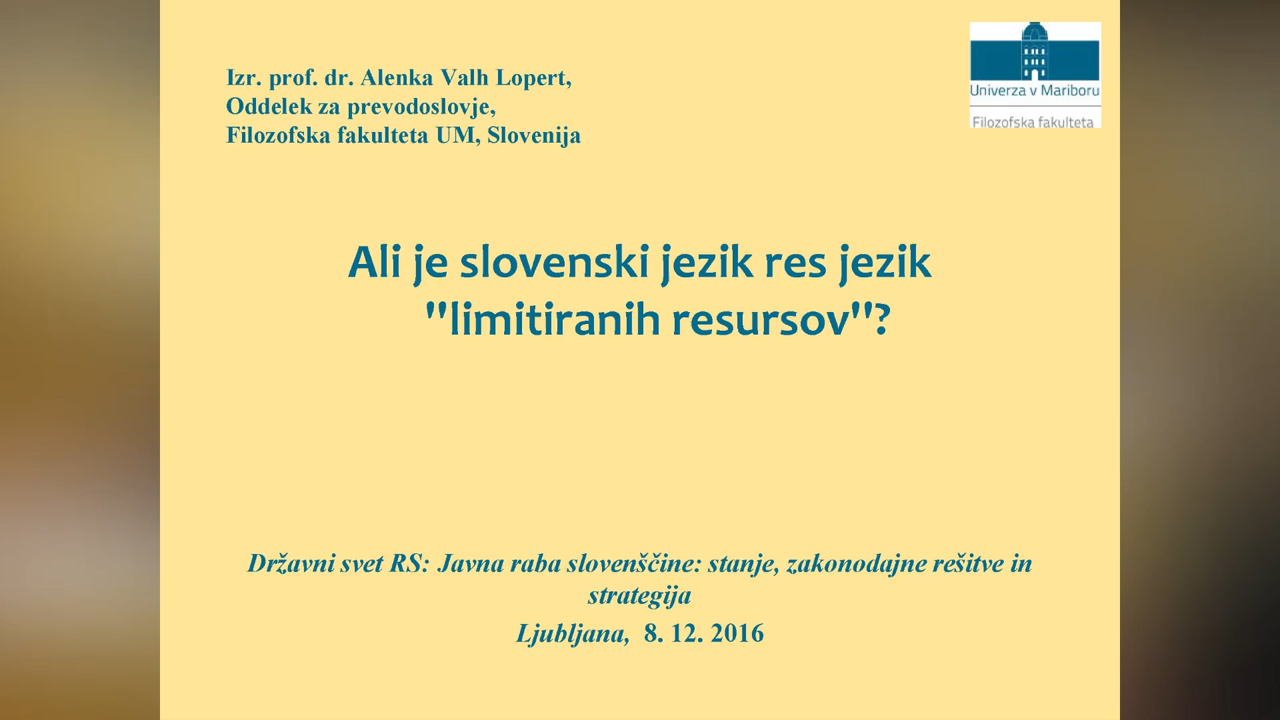 Izr. prof. dr. Alenka Valh Lopert,
Oddelek za prevodoslovje,
Filozofska fakulteta UM, Slovenija
Univerza v Mariboru
Filozofska fakulteta
Ali je slovenski jezik res jezik
"limitiranih resursov"?
Državni svet RS: Javna raba slovenščine: stanje, zakonodajne rešitve in
strategija
Ljubljana, 8. 12. 2016